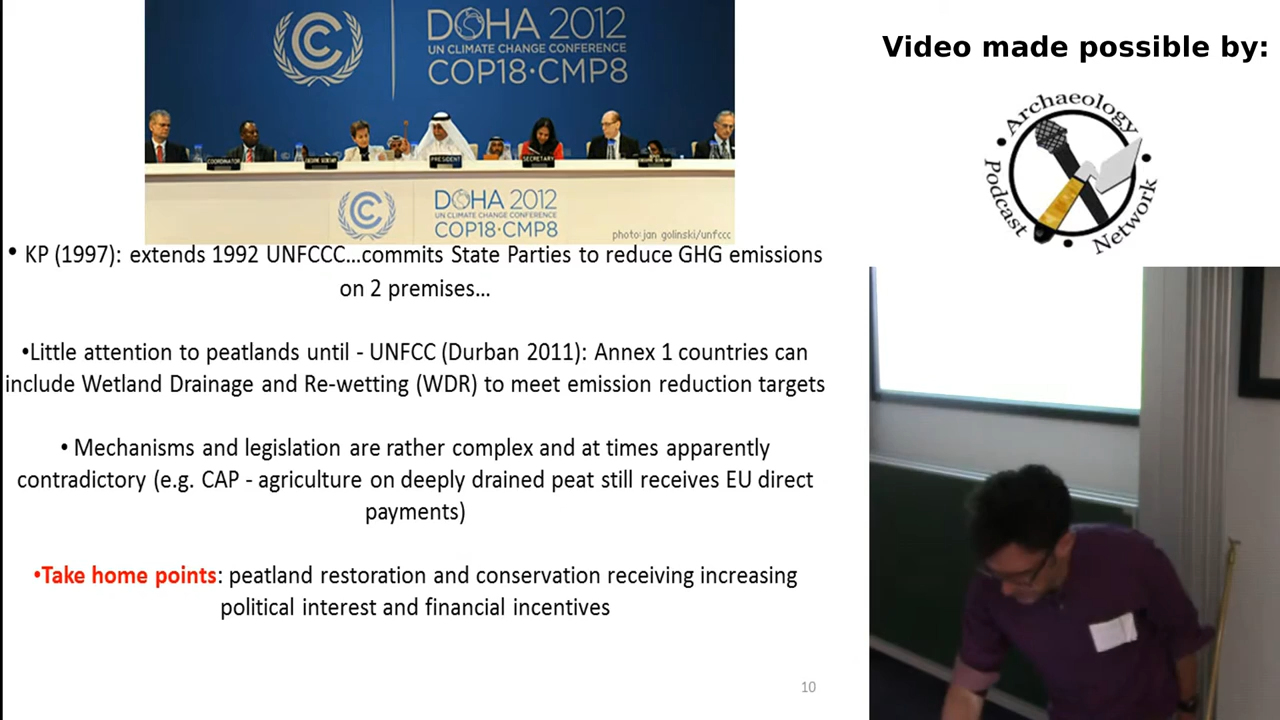 DOHA 2012
UN CLIMATE CHANGE CONFERENCE
COP18·CMP8
COORDINATOR
EXECUTIVE SECRETARY
PRESIDENT
SECRETARY
DOHA 2012
UN CLIMATE CHANGE CONFERENCE
COP18·CMP8
photo: jan golinski/unfccc
• KP (1997): extends 1992 UNFCCC...commits State Parties to reduce GHG emissions
on 2 premises...
•Little attention to peatlands until - UNFCC (Durban 2011): Annex 1 countries can
include Wetland Drainage and Re-wetting (WDR) to meet emission reduction targets
• Mechanisms and legislation are rather complex and at times apparently
contradictory (e.g. CAP - agriculture on deeply drained peat still receives EU direct
payments)
•Take home points: peatland restoration and conservation receiving increasing
political interest and financial incentives
10
Video made possible by:
Archaeology
Podcast
Network